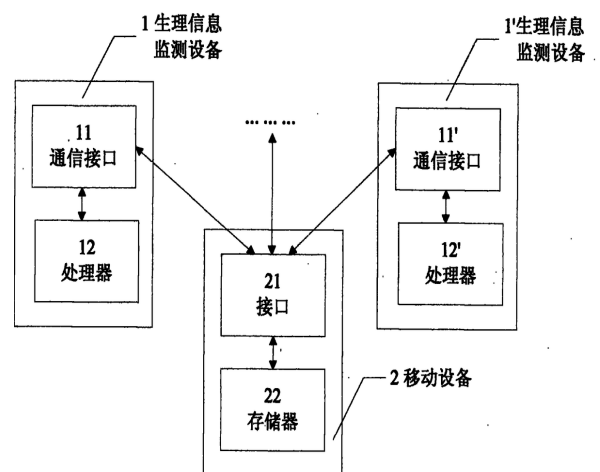 1 生理信息
监测设备
1'生理信息
监测设备
11
通信接口
12
处理器
... ... ...
11'
通信接口
12'
处理器
21
接口
22
存储器
2 移动设备